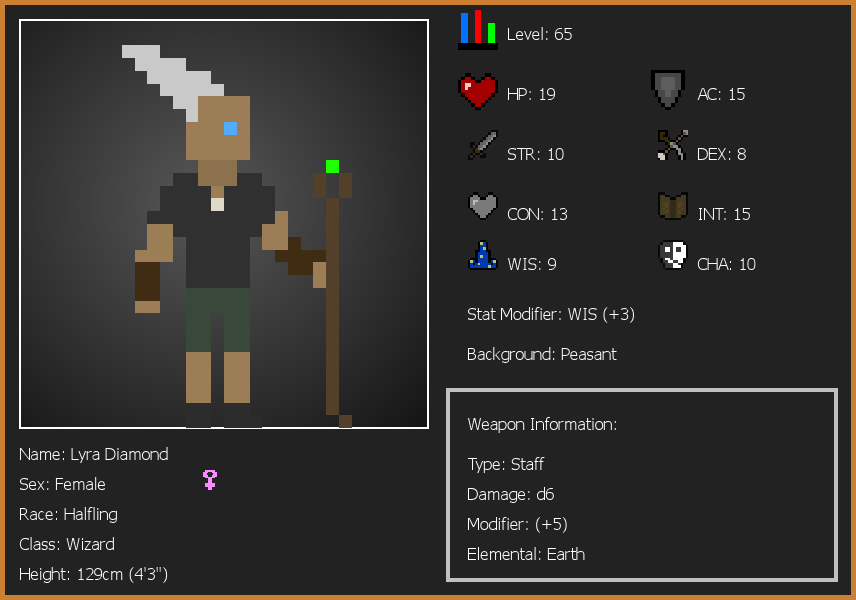 Level: 65
HP: 19
AC: 15
STR: 10
DEX: 8
CON: 13
INT: 15
WIS: 9
CHA: 10
Stat Modifier: WIS (+3)
Background: Peasant
Weapon Information:
Type: Staff
Damage: d6
Modifier: (+5)
Elemental: Earth
Name: Lyra Diamond
Sex: Female
Race: Halfling
Class: Wizard
Height: 129cm (4'3")